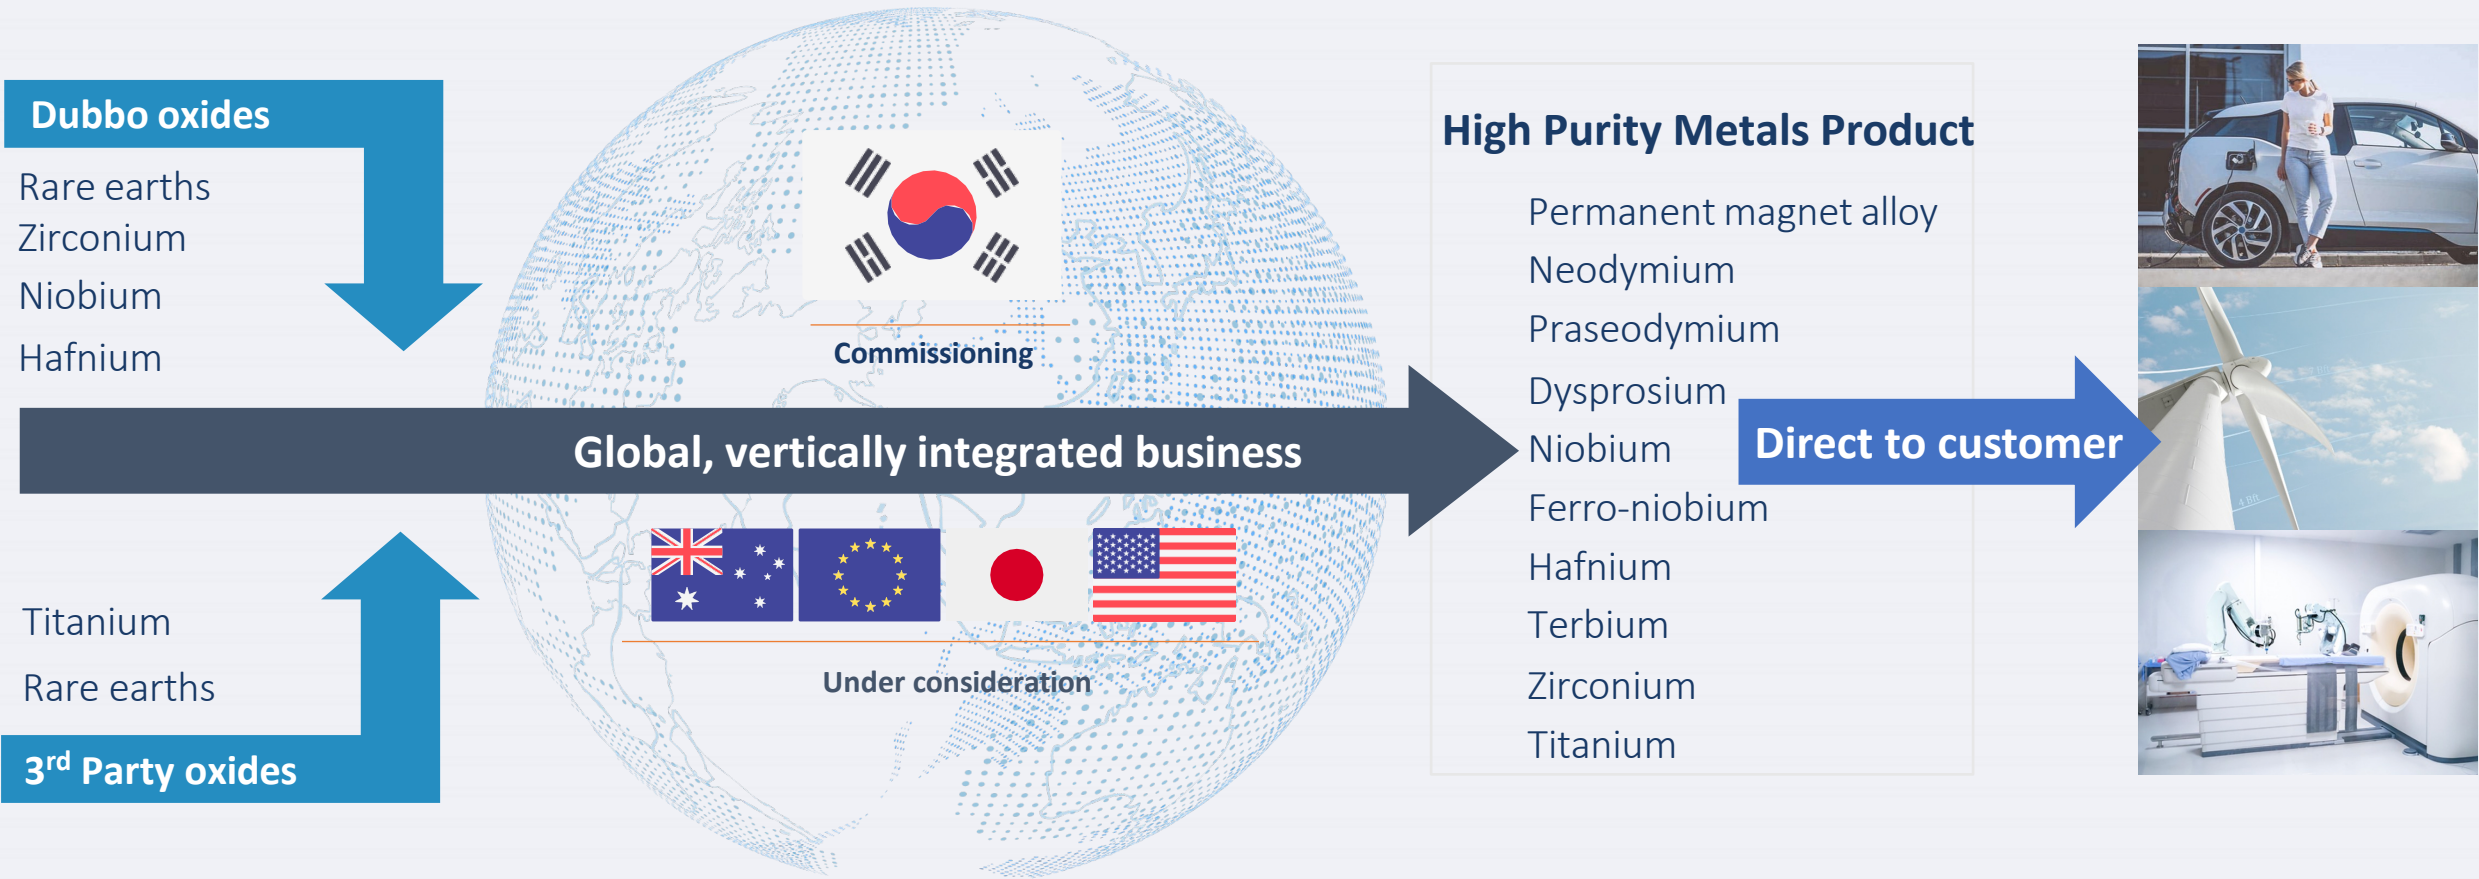 Dubbo oxides
Rare earths
Zirconium
Niobium
Hafnium
Commissioning
Global, vertically integrated business
Under consideration
Titanium
Rare earths
3rd Party oxides
High Purity Metals Product
Permanent magnet alloy
Neodymium
Praseodymium
Dysprosium
Niobium
Ferro-niobium
Hafnium
Terbium
Zirconium
Titanium
Direct to customer